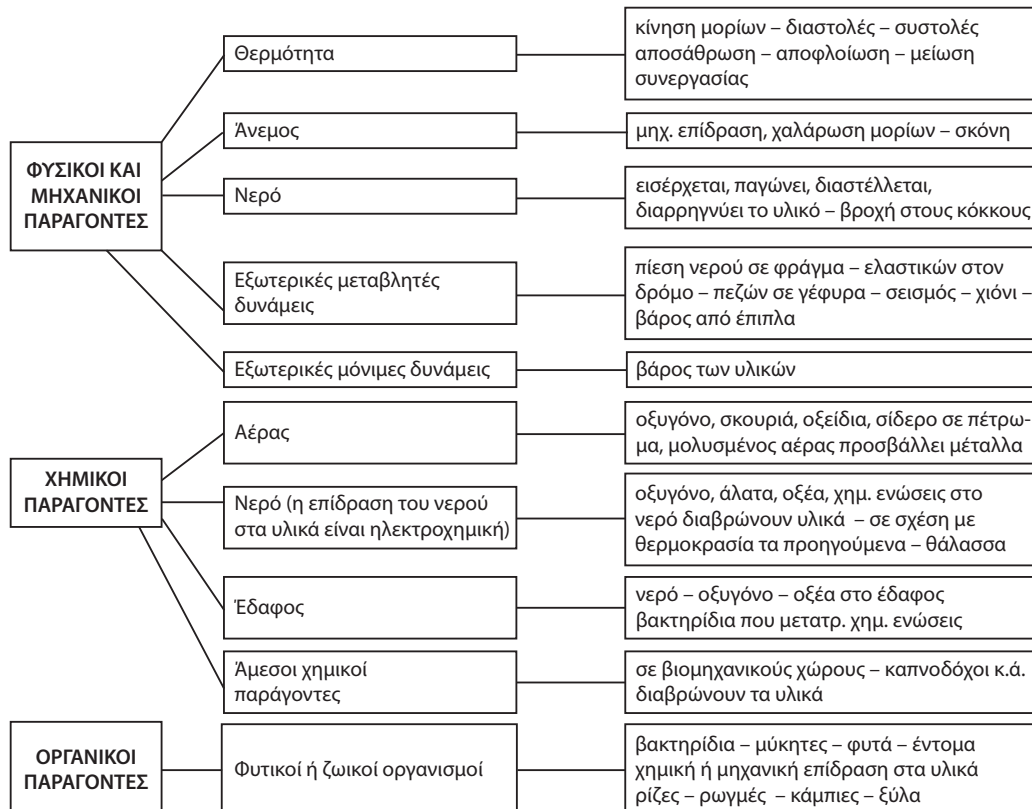 ΦΥΣΙΚΟΙ ΚΑΙ
ΜΗΧΑΝΙΚΟΙ
ΠΑΡΑΓΟΝΤΕΣ
Θερμότητα
κίνηση μορίων – διαστολές – συστολές
αποσάθρωση – αποφλοίωση – μείωση
συνεργασίας
Άνεμος
μηχ. επίδραση, χαλάρωση μορίων – σκόνη
Νερό
εισέρχεται, παγώνει, διαστέλλεται,
διαρρηγνύει το υλικό – βροχή στους κόκκους
Εξωτερικές μεταβλητές
δυνάμεις
πίεση νερού σε φράγμα – ελαστικών στον
δρόμο – πεζών σε γέφυρα – σεισμός – χιόνι –
βάρος από έπιπλα
Εξωτερικές μόνιμες δυνάμεις
βάρος των υλικών
ΧΗΜΙΚΟΙ
ΠΑΡΑΓΟΝΤΕΣ
Αέρας
οξυγόνο, σκουριά, οξείδια, σίδερο σε πέτρω-
μα, μολυσμένος αέρας προσβάλλει μέταλλα
Νερό (η επίδραση του νερού
στα υλικά είναι ηλεκτροχημική)
οξυγόνο, άλατα, οξέα, χημ. ενώσεις στο
νερό διαβρώνουν υλικά – σε σχέση με
θερμοκρασία τα προηγούμενα – θάλασσα
Έδαφος
νερό – οξυγόνο – οξέα στο έδαφος
βακτηρίδια που μετατρ. χημ. ενώσεις
Άμεσοι χημικοί
παράγοντες
σε βιομηχανικούς χώρους – καπνοδόχοι κ.ά.
διαβρώνουν τα υλικά
ΟΡΓΑΝΙΚΟΙ
ΠΑΡΑΓΟΝΤΕΣ
Φυτικοί ή ζωικοί οργανισμοί
βακτηρίδια – μύκητες – φυτά – έντομα
χημική ή μηχανική επίδραση στα υλικά
ρίζες – ρωγμές – κάμπιες – ξύλα